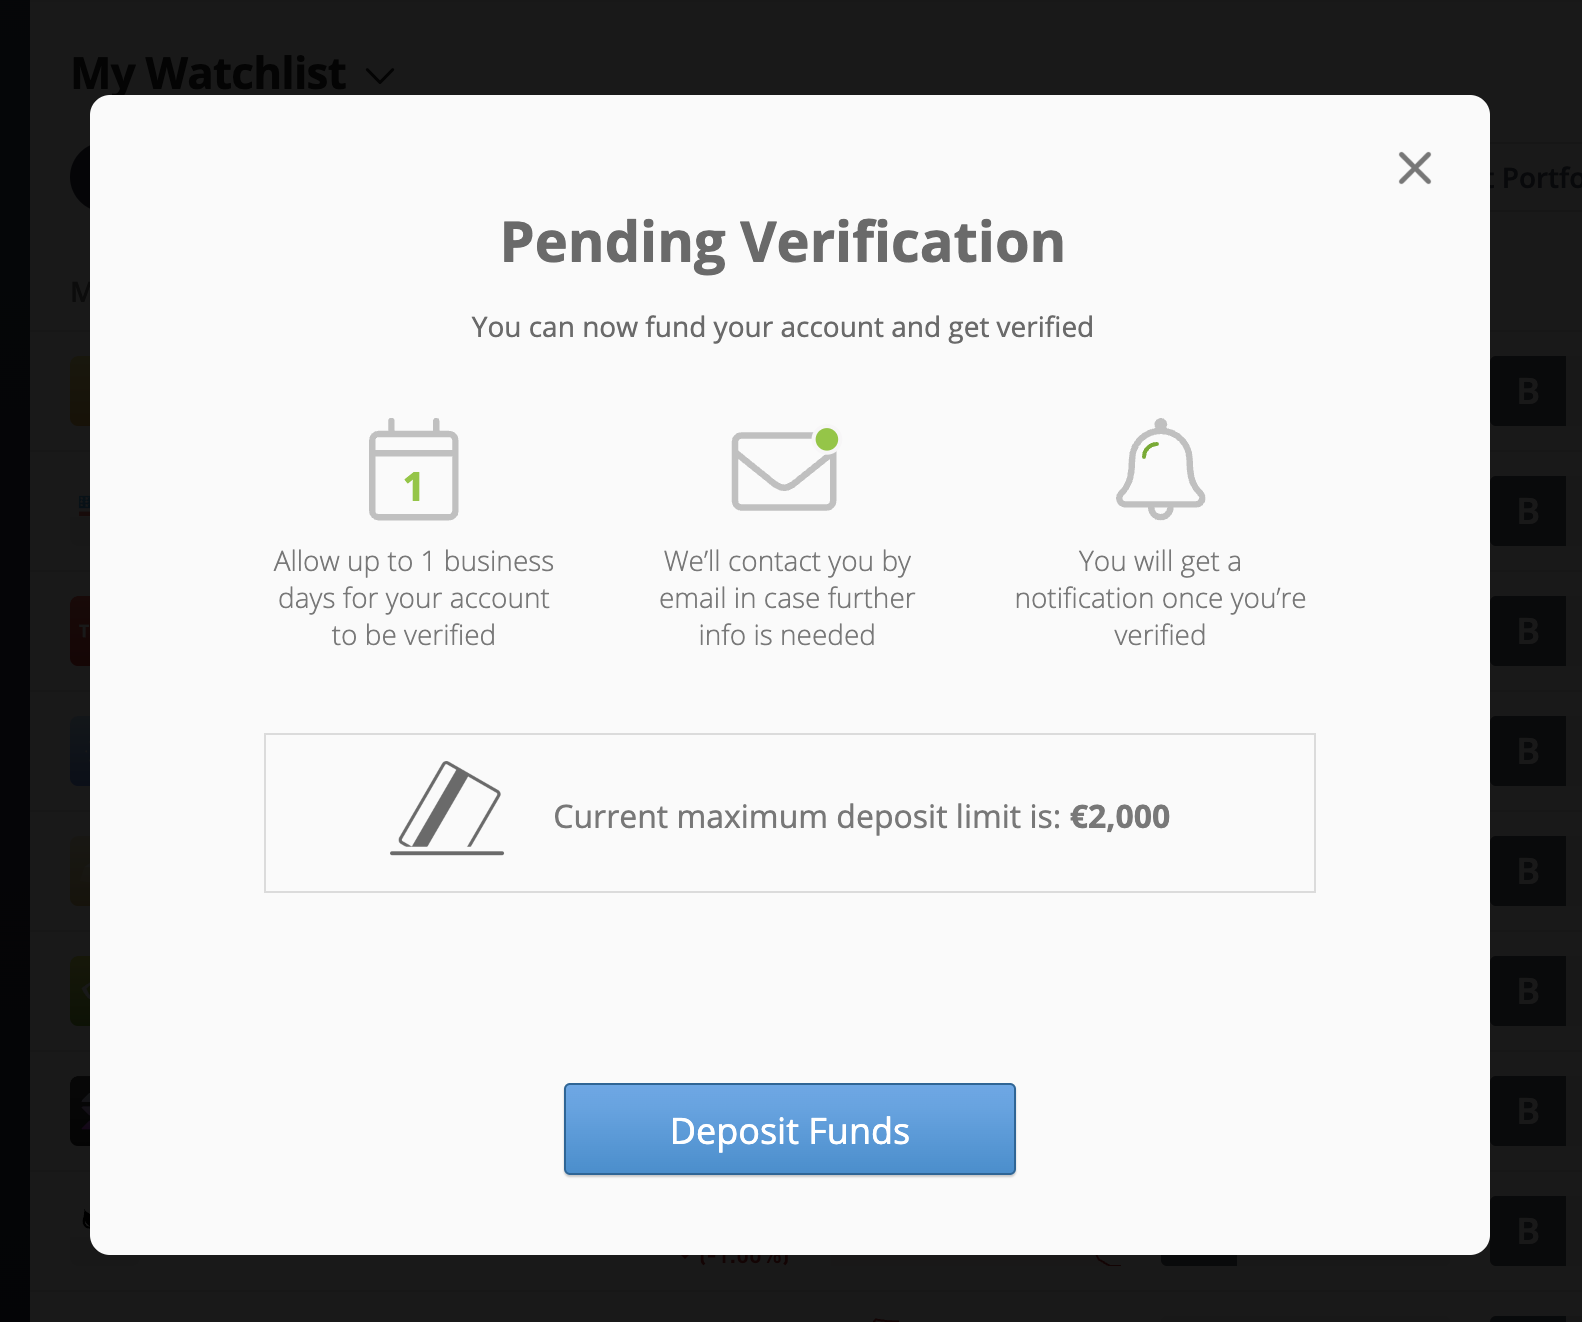 My Watchlist
Portfo
Pending Verification
You can now fund your account and get verified
1
Allow up to 1 business
days for your account
to be verified
We’ll contact you by
email in case further
info is needed
You will get a
notification once you’re
verified
Current maximum deposit limit is: €2,000
Deposit Funds
B
B
B
B
B
B
B
B